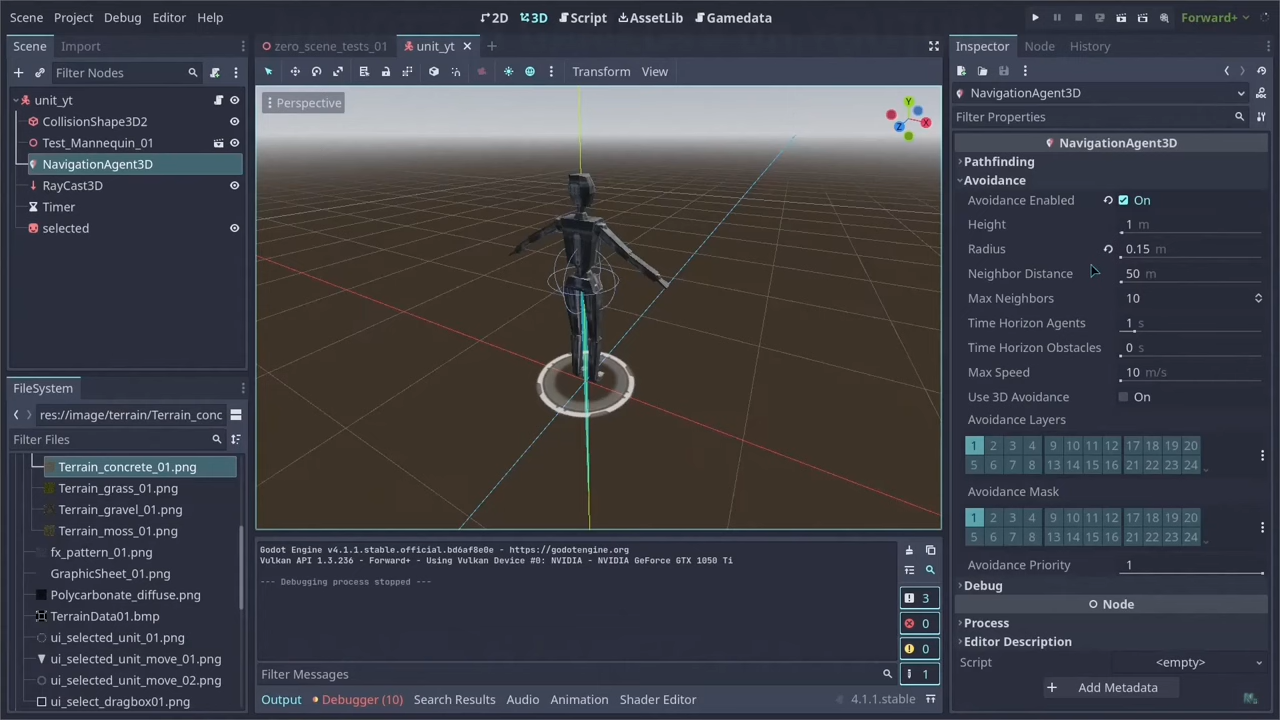 Scene Project Debug Editor Help
2D 3D Script AssetLib Gamedata
Forward+
Scene Import
zero_scene_tests_01 unit_yt
Inspector Node History
Filter Nodes
Transform View
unit_yt
CollisionShape3D2
Test_Mannequin_01
NavigationAgent3D
RayCast3D
Timer
selected
Perspective
Y
X
Z
NavigationAgent3D
Filter Properties
NavigationAgent3D
Pathfinding
Avoidance
Avoidance Enabled On
Height 1 m
Radius 0.15 m
Neighbor Distance 50 m
Max Neighbors 10
Time Horizon Agents 1 s
Time Horizon Obstacles 0 s
Max Speed 10 m/s
Use 3D Avoidance On
Avoidance Layers
1 2 3 4 9 10 11 12 17 18 19 20
5 6 7 8 13 14 15 16 21 22 23 24
Avoidance Mask
1 2 3 4 9 10 11 12 17 18 19 20
5 6 7 8 13 14 15 16 21 22 23 24
Avoidance Priority 1
Debug
Node
Process
Editor Description
Script <empty>
Add Metadata
FileSystem
res://image/terrain/Terrain_conc
Filter Files
Terrain_concrete_01.png
Terrain_grass_01.png
Terrain_gravel_01.png
Terrain_moss_01.png
fx_pattern_01.png
GraphicSheet_01.png
Polycarbonate_diffuse.png
TerrainData01.bmp
ui_selected_unit_01.png
ui_selected_unit_move_01.png
ui_selected_unit_move_02.png
ui_select_dragbox01.png
Godot Engine v4.1.1.stable.official.bd6af8e0e - https://godotengine.org
Vulkan API 1.3.236 - Forward+ - Using Vulkan Device #0: NVIDIA - NVIDIA GeForce GTX 1050 Ti
--- Debugging process stopped ---
3
0
0
1
Filter Messages
Output Debugger (10) Search Results Audio Animation Shader Editor 4.1.1.stable